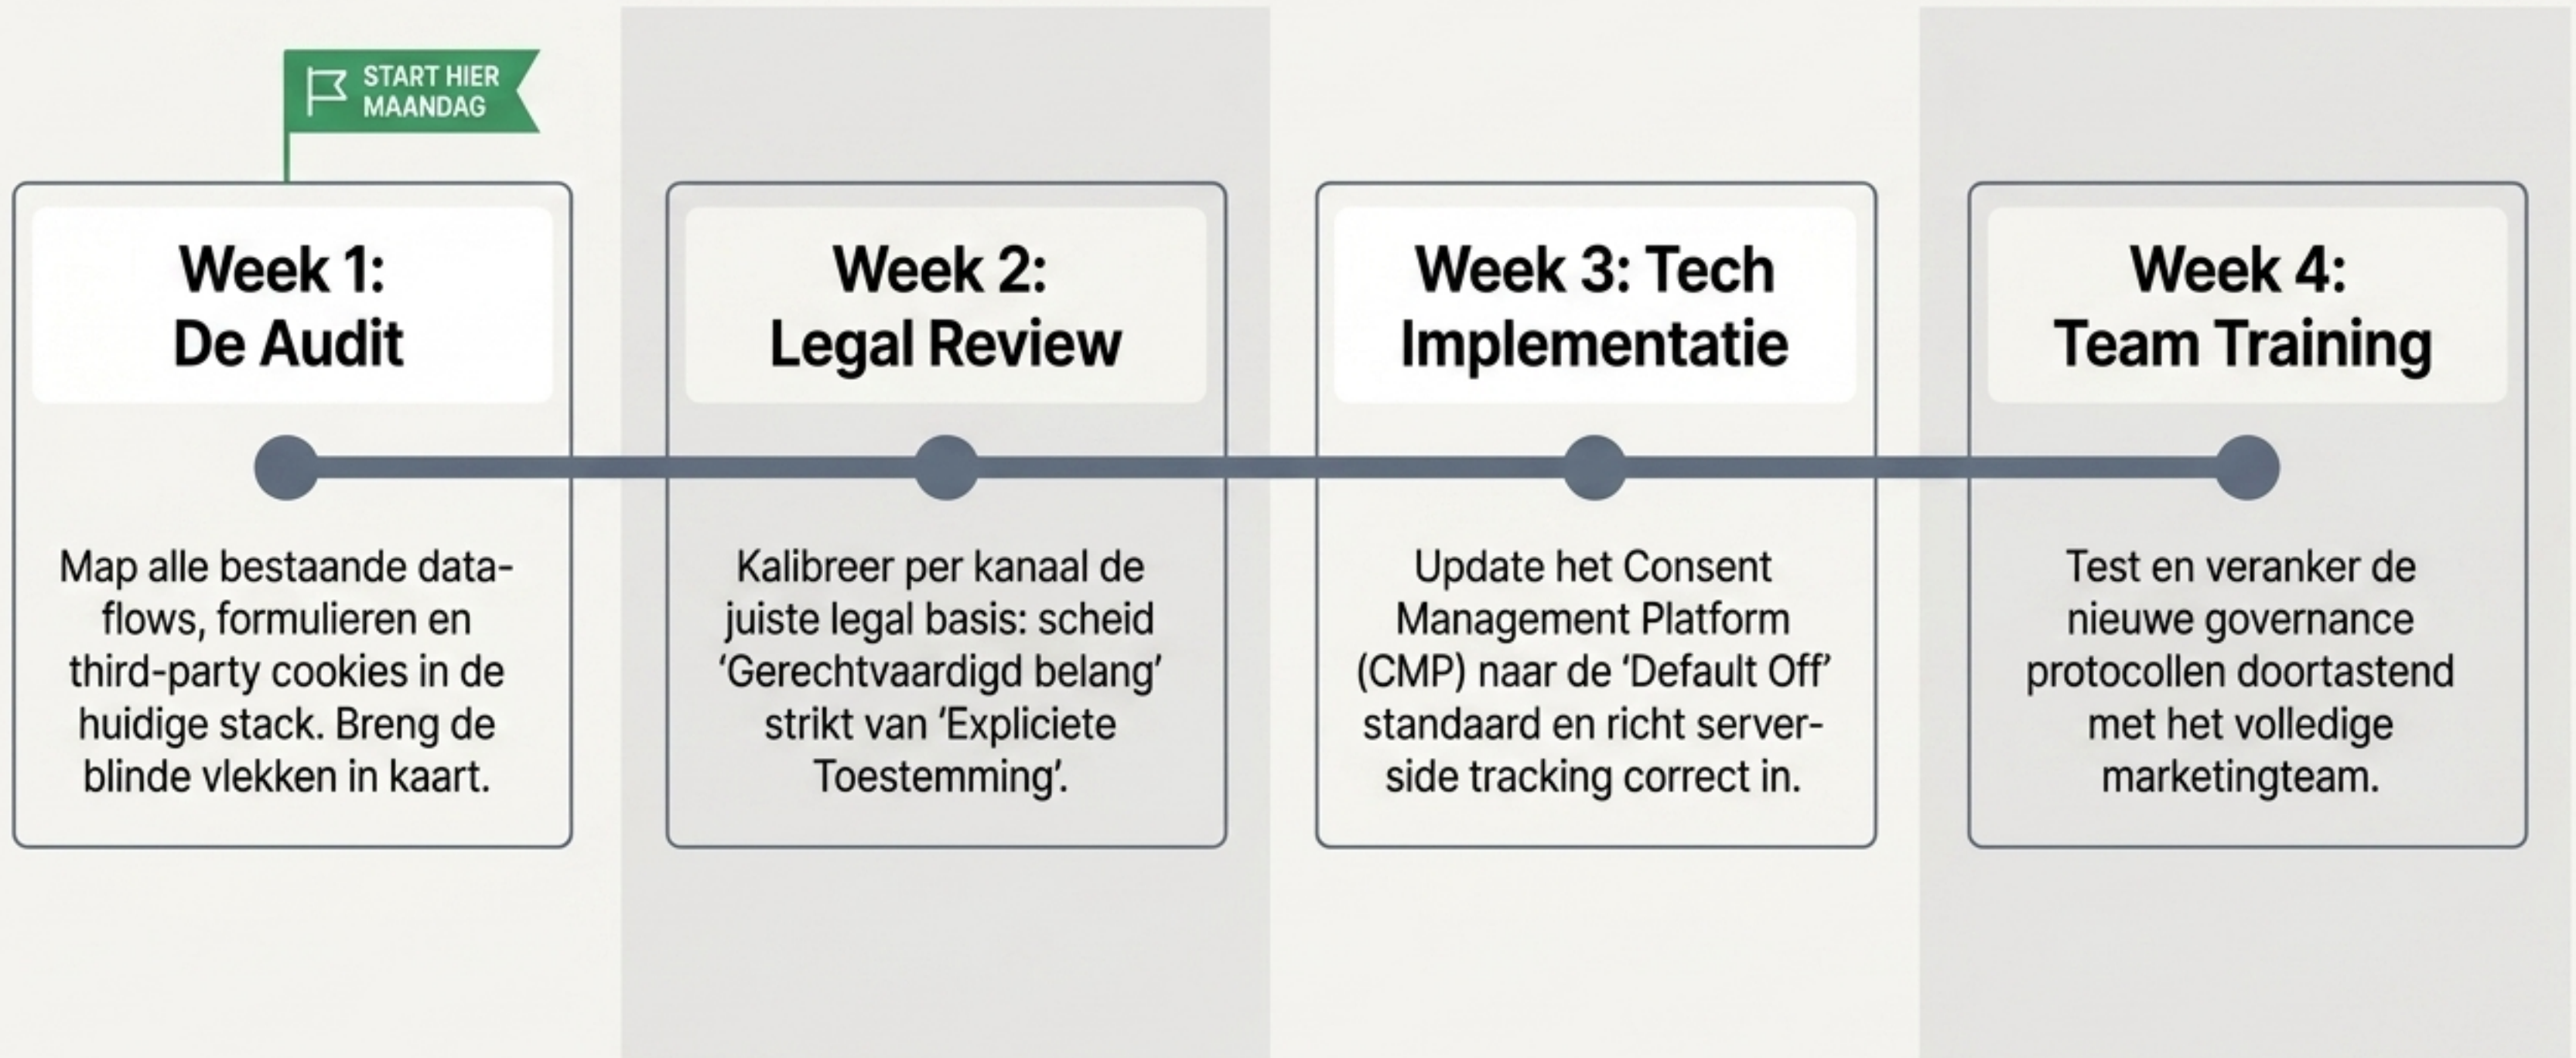 START HIER
MAANDAG
Week 1:
De Audit
Map alle bestaande data-
flows, formulieren en
third-party cookies in de
huidige stack. Breng de
blinde vlekken in kaart.
Week 2:
Legal Review
Kalibreer per kanaal de
juiste legal basis: scheid
‘Gerechtvaardigd belang’
strikt van ‘Expliciete
Toestemming’.
Week 3: Tech
Implementatie
Update het Consent
Management Platform
(CMP) naar de ‘Default Off’
standaard en richt server-
side tracking correct in.
Week 4:
Team Training
Test en veranker de
nieuwe governance
protocollen doortastend
met het volledige
marketingteam.